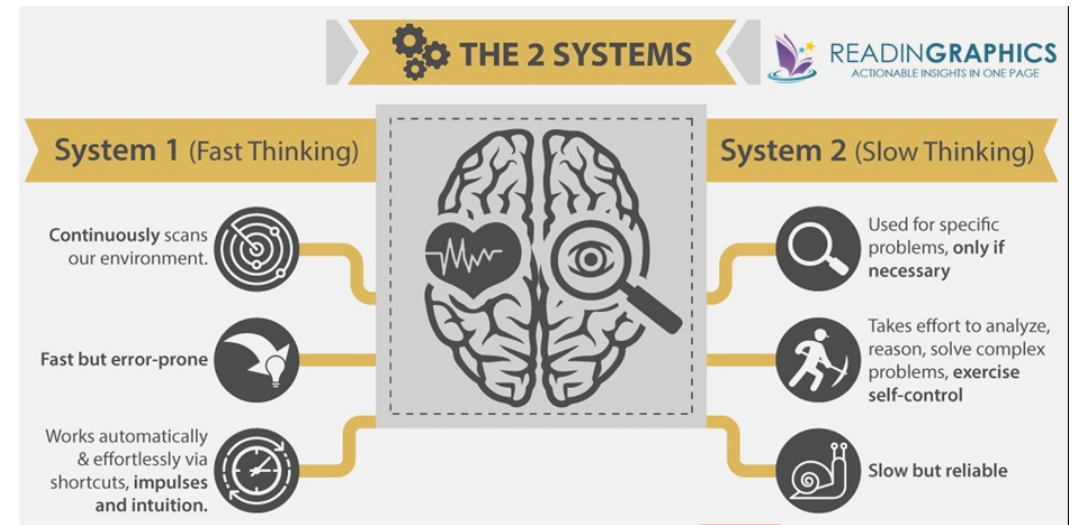 THE 2 SYSTEMS
READINGRAPHICS
ACTIONABLE INSIGHTS IN ONE PAGE
System 1 (Fast Thinking)
Continuously scans
our environment.
Fast but error-prone
Works automatically
& effortlessly via
shortcuts, impulses
and intuition.
System 2 (Slow Thinking)
Used for specific
problems, only if
necessary
Takes effort to analyze,
reason, solve complex
problems, exercise
self-control
Slow but reliable